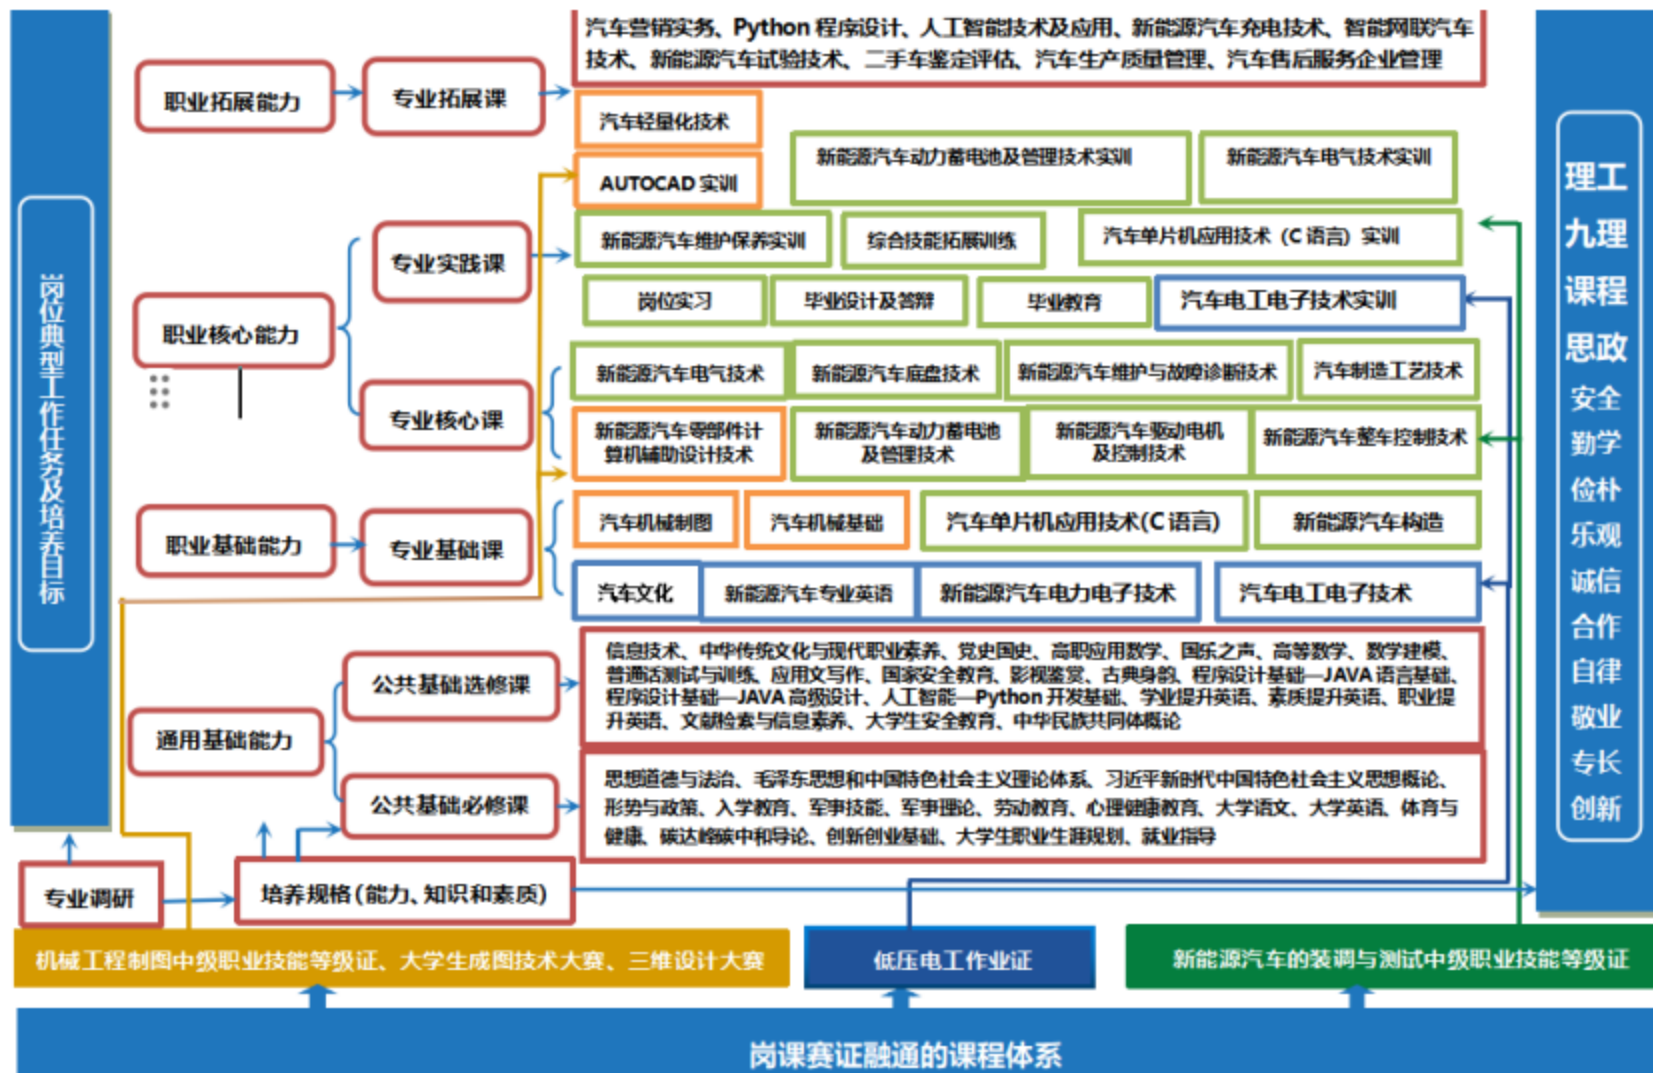 汽车营销实务、Python 程序设计、人工智能技术及应用、新能源汽车充电技术、智能网联汽车
技术、新能源汽车试验技术、二手车鉴定评估、汽车生产质量管理、汽车售后服务企业管理
职业拓展能力
专业拓展课
汽车轻量化技术
AUTOCAD 实训
新能源汽车动力蓄电池及管理技术实训
新能源汽车电气技术实训
专业实践课
新能源汽车维护保养实训
综合技能拓展训练
汽车单片机应用技术（C 语言）实训
岗位实习
毕业设计及答辩
毕业教育
汽车电工电子技术实训
职业核心能力
专业核心课
新能源汽车电气技术
新能源汽车底盘技术
新能源汽车维护与故障诊断技术
汽车制造工艺技术
新能源汽车零部件计
算机辅助设计技术
新能源汽车动力蓄电池
及管理技术
新能源汽车驱动电机
及控制技术
新能源汽车整车控制技术
职业基础能力
专业基础课
汽车机械制图
汽车机械基础
汽车单片机应用技术(C 语言)
新能源汽车构造
汽车文化
新能源汽车专业英语
新能源汽车电力电子技术
汽车电工电子技术
通用基础能力
公共基础选修课
信息技术、中华传统文化与现代职业素养、党史国史、高职应用数学、国乐之声、高等数学、数学建模、
普通话测试与训练、应用文写作、国家安全教育、影视鉴赏、古典身韵、程序设计基础—JAVA 语言基础、
程序设计基础—JAVA 高级设计、人工智能—Python 开发基础、学业提升英语、素质提升英语、职业提
升英语、文献检索与信息素养、大学生安全教育、中华民族共同体概论
公共基础必修课
思想道德与法治、毛泽东思想和中国特色社会主义理论体系、习近平新时代中国特色社会主义思想概论、
形势与政策、入学教育、军事技能、军事理论、劳动教育、心理健康教育、大学语文、大学英语、体育与
健康、碳达峰碳中和导论、创新创业基础、大学生职业生涯规划、就业指导
岗位典型工作任务及培养目标
专业调研
培养规格（能力、知识和素质）
理工
九理
课程
思政
安全
勤学
俭朴
乐观
诚信
合作
自律
敬业
专长
创新
机械工程制图中级职业技能等级证、大学生成图技术大赛、三维设计大赛
低压电工作业证
新能源汽车的装调与测试中级职业技能等级证
岗课赛证融通的课程体系